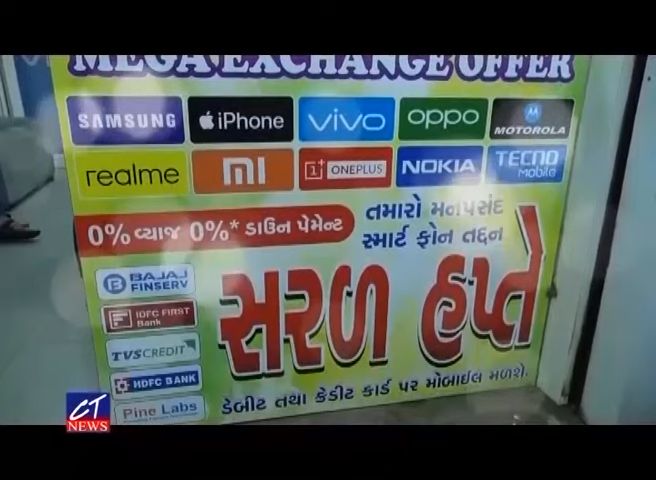 MEGA EXCHANGE OFFER
SAMSUNG iPhone vivo oppo MOTOROLA
realme MI 1+ ONEPLUS NOKIA TECNO mobile
0% વ્યાજ 0%* ડાઉન પેમેન્ટ
તમારો મનપસંદ
સ્માર્ટ ફોન તદ્દન
સરળ હપ્તે
B BAJAJ FINSERV
IDFC FIRST Bank
TVS CREDIT
HDFC BANK
Pine Labs
ડેબીટ તથા ક્રેડીટ કાર્ડ પર મોબાઈલ મળશે.
CT NEWS